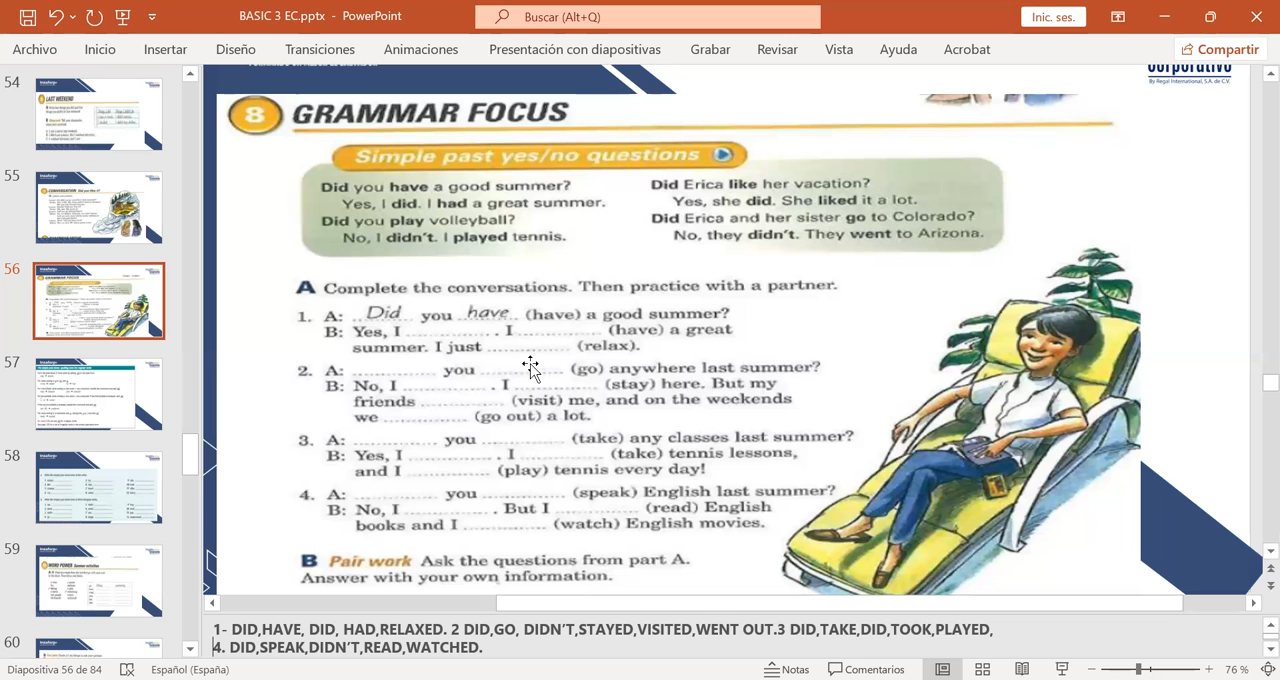 BASIC 3 EC.pptx - PowerPoint
Buscar (Alt+Q)
Inic. ses.
Archivo Inicio Insertar Diseño Transiciones Animaciones Presentación con diapositivas Grabar Revisar Vista Ayuda Acrobat Compartir
54
55
56
57
58
59
60
corporativo
By Regal International, S.A. de C.V.
8 GRAMMAR FOCUS
Simple past yes/no questions
Did you have a good summer?
Yes, I did. I had a great summer.
Did you play volleyball?
No, I didn't. I played tennis.
Did Erica like her vacation?
Yes, she did. She liked it a lot.
Did Erica and her sister go to Colorado?
No, they didn't. They went to Arizona.
A Complete the conversations. Then practice with a partner.
1. A: Did you have (have) a good summer?
B: Yes, I ............ . I ............ (have) a great
summer. I just ............ (relax).
2. A: ............ you ............ (go) anywhere last summer?
B: No, I ............ . I ............ (stay) here. But my
friends ............ (visit) me, and on the weekends
we ............ (go out) a lot.
3. A: ............ you ............ (take) any classes last summer?
B: Yes, I ............ . I ............ (take) tennis lessons,
and I ............ (play) tennis every day!
4. A: ............ you ............ (speak) English last summer?
B: No, I ............ . But I ............ (read) English
books and I ............ (watch) English movies.
B Pair work Ask the questions from part A.
Answer with your own information.
1- DID,HAVE, DID, HAD,RELAXED. 2 DID,GO, DIDN'T,STAYED,VISITED,WENT OUT.3 DID,TAKE,DID,TOOK,PLAYED,
4. DID,SPEAK,DIDN'T,READ,WATCHED.
Diapositiva 56 de 84 Español (España) Notas Comentarios 76 %